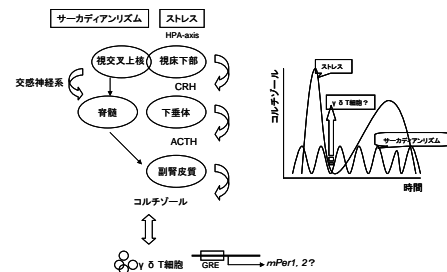 サーカディアンリズム
ストレス
HPA-axis
視交叉上核
視床下部
交感神経系
CRH
脊髄
下垂体
ACTH
副腎皮質
コルチゾール
γδT細胞
GRE
mPer1, 2?
ストレス
γδT細胞?
サーカディアンリズム
コルチゾール
時間